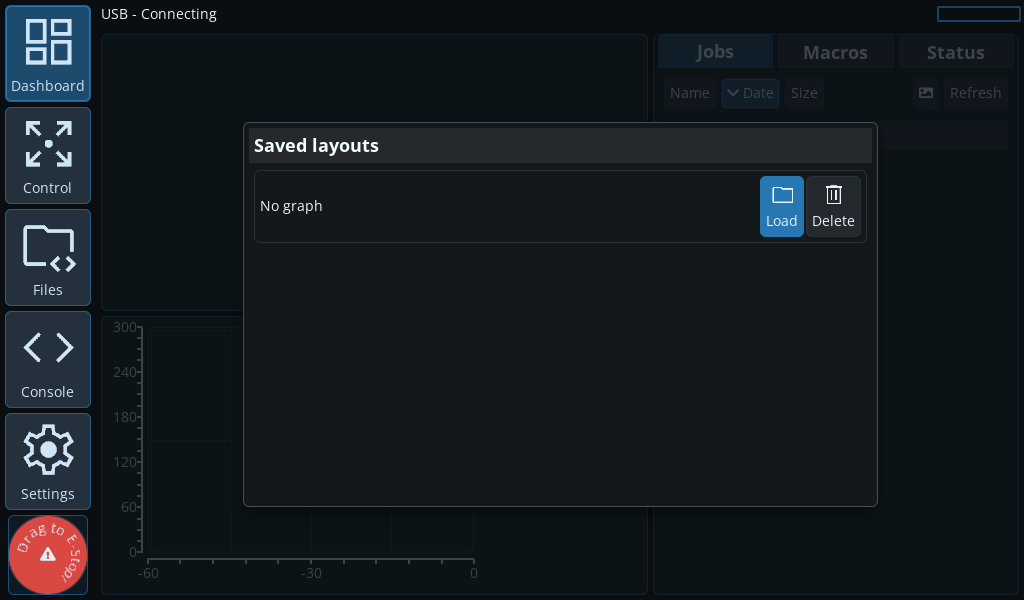 USB - Connecting
Dashboard
Control
Files
Console
Settings
Drag to E-Stop!
Jobs
Macros
Status
Name
Date
Size
Refresh
Saved layouts
No graph
Load
Delete
300
240
180
120
60
0
-60
-30
0